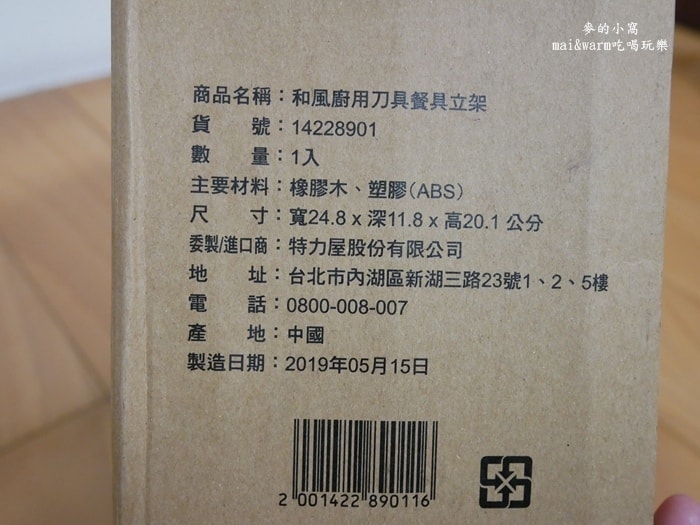 麥的小窩
mai&warm吃喝玩樂
商品名稱：和風廚用刀具餐具立架
貨　　號：14228901
數　　量：1入
主要材料：橡膠木、塑膠（ABS）
尺　　寸：寬24.8 x 深11.8 x 高20.1 公分
委製/進口商：特力屋股份有限公司
地　　址：台北市內湖區新湖三路23號1、2、5樓
電　　話：0800-008-007
產　　地：中國
製造日期：2019年05月15日
2 001422 890116